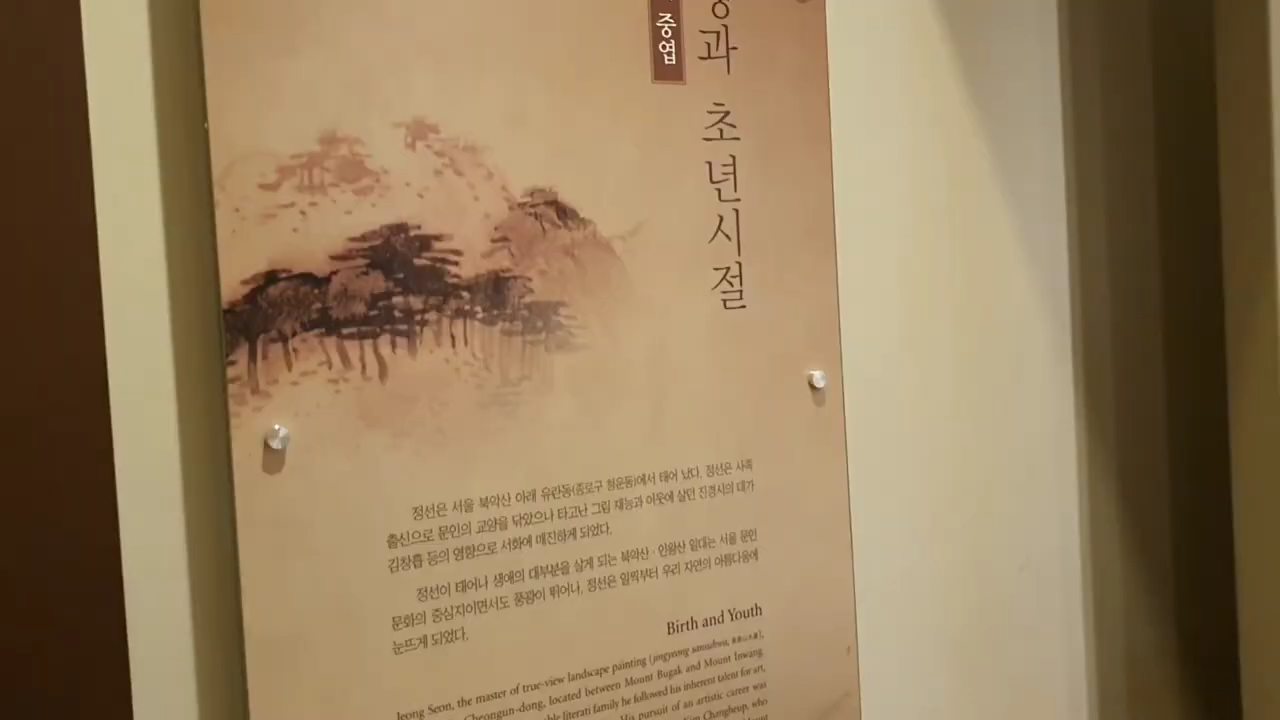 중엽
과 초년시절
정선은 서울 북악산 아래 유란동(종로구 청운동)에서 태어 났다. 정선은 사족
출신으로 문인의 교양을 닦았으나 타고난 그림 재능과 이웃에 살던 진경시의 대가
김창흡 등의 영향으로 서화에 매진하게 되었다.
정선이 태어나 생애의 대부분을 살게 되는 북악산 · 인왕산 일대는 서울 문인
문화의 중심지이면서도 풍광이 뛰어나, 정선은 일찍부터 우리 자연의 아름다움에
눈뜨게 되었다.
Birth and Youth
Jeong Seon, the master of true-view landscape painting (jingyeong sansuhwa,
Cheongun-dong, located between Mount Bugak and Mount Inwang.
literati family he followed his inherent talent for art,
His pursuit of an artistic career was
Kim Changheup, who